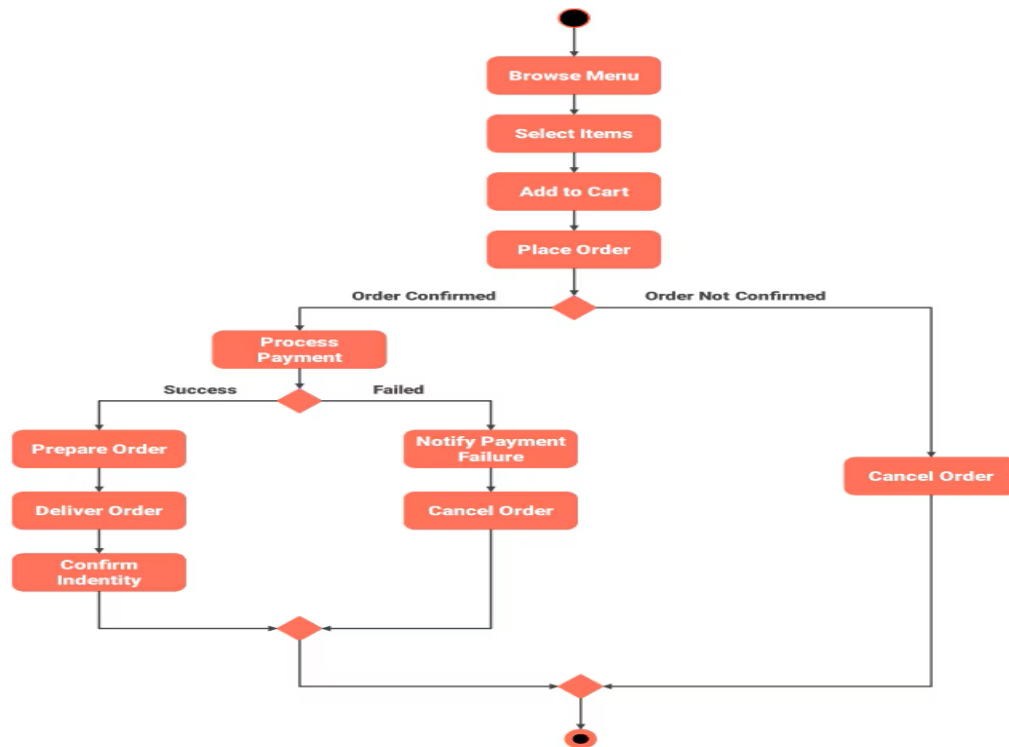 Browse Menu
Select Items
Add to Cart
Place Order
Order Confirmed
Order Not Confirmed
Process
Payment
Success
Failed
Prepare Order
Notify Payment
Failure
Cancel Order
Deliver Order
Cancel Order
Confirm
Indentity